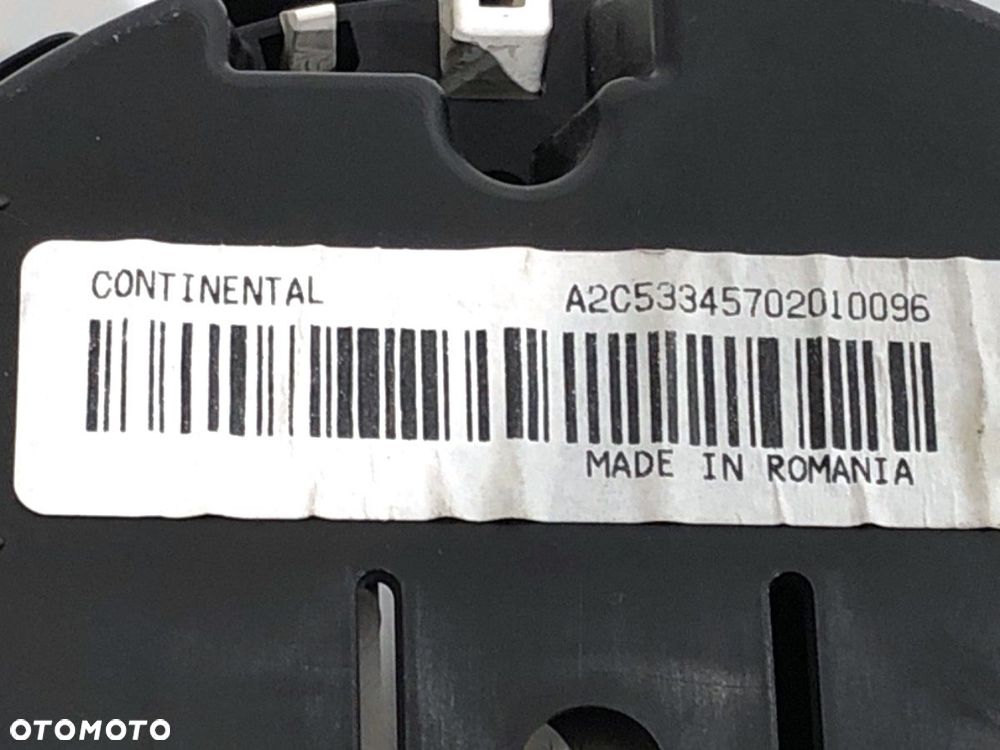 CONTINENTAL
A2C53345702010096
MADE IN ROMANIA
OTOMOTO